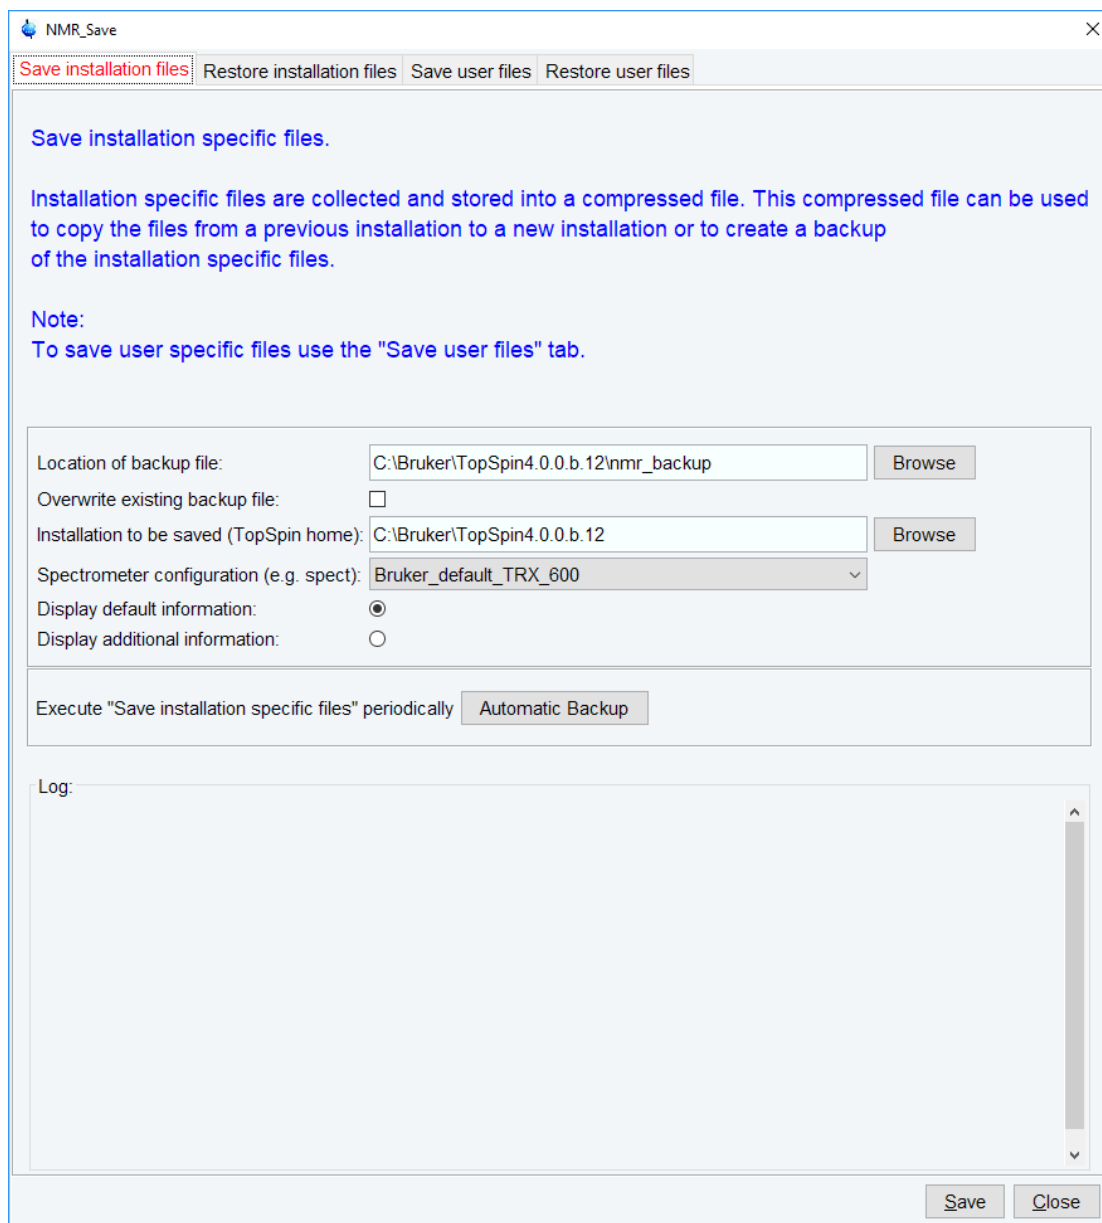 NMR_Save
Save installation files Restore installation files Save user files Restore user files
Save installation specific files.
Installation specific files are collected and stored into a compressed file. This compressed file can be used
to copy the files from a previous installation to a new installation or to create a backup
of the installation specific files.
Note:
To save user specific files use the "Save user files" tab.
Location of backup file: C:\Bruker\TopSpin4.0.0.b.12\nmr_backup Browse
Overwrite existing backup file:
Installation to be saved (TopSpin home): C:\Bruker\TopSpin4.0.0.b.12 Browse
Spectrometer configuration (e.g. spect): Bruker_default_TRX_600
Display default information:
Display additional information:
Execute "Save installation specific files" periodically Automatic Backup
Log:
Save Close